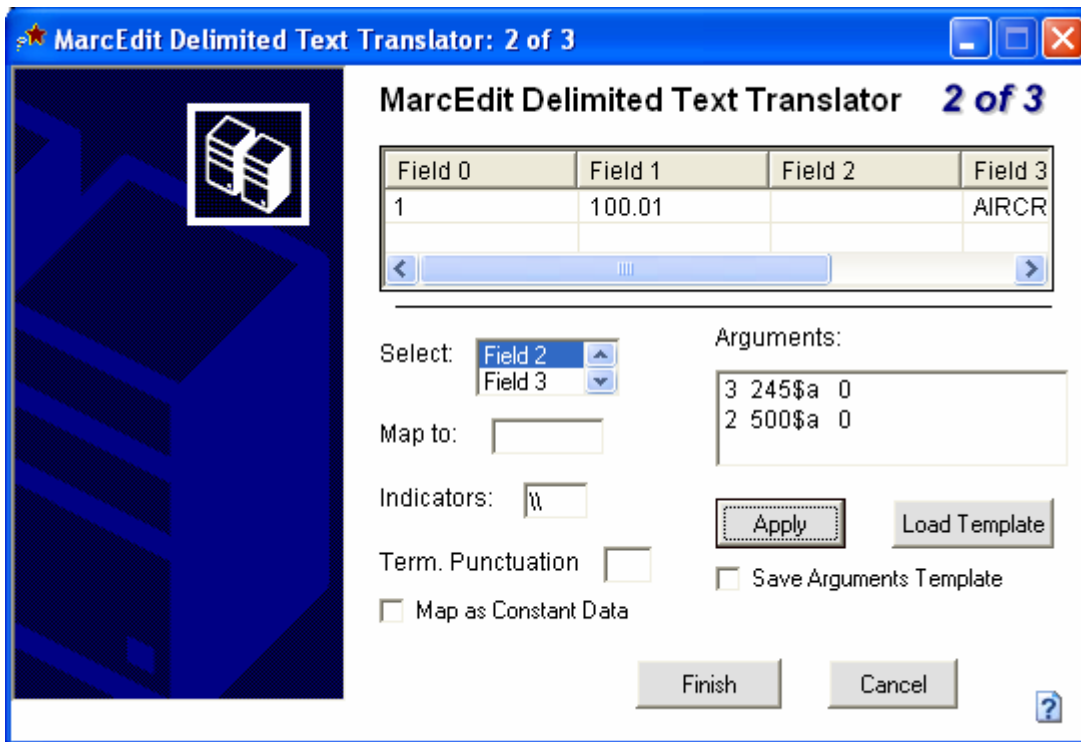 MarcEdit Delimited Text Translator: 2 of 3
MarcEdit Delimited Text Translator 2 of 3
Field 0 Field 1 Field 2 Field 3
1 100.01 AIRCR
Select: Field 2
Field 3
Map to:
Indicators: \\
Term. Punctuation
Map as Constant Data
Arguments:
3 245$a 0
2 500$a 0
Apply Load Template
Save Arguments Template
Finish Cancel
?